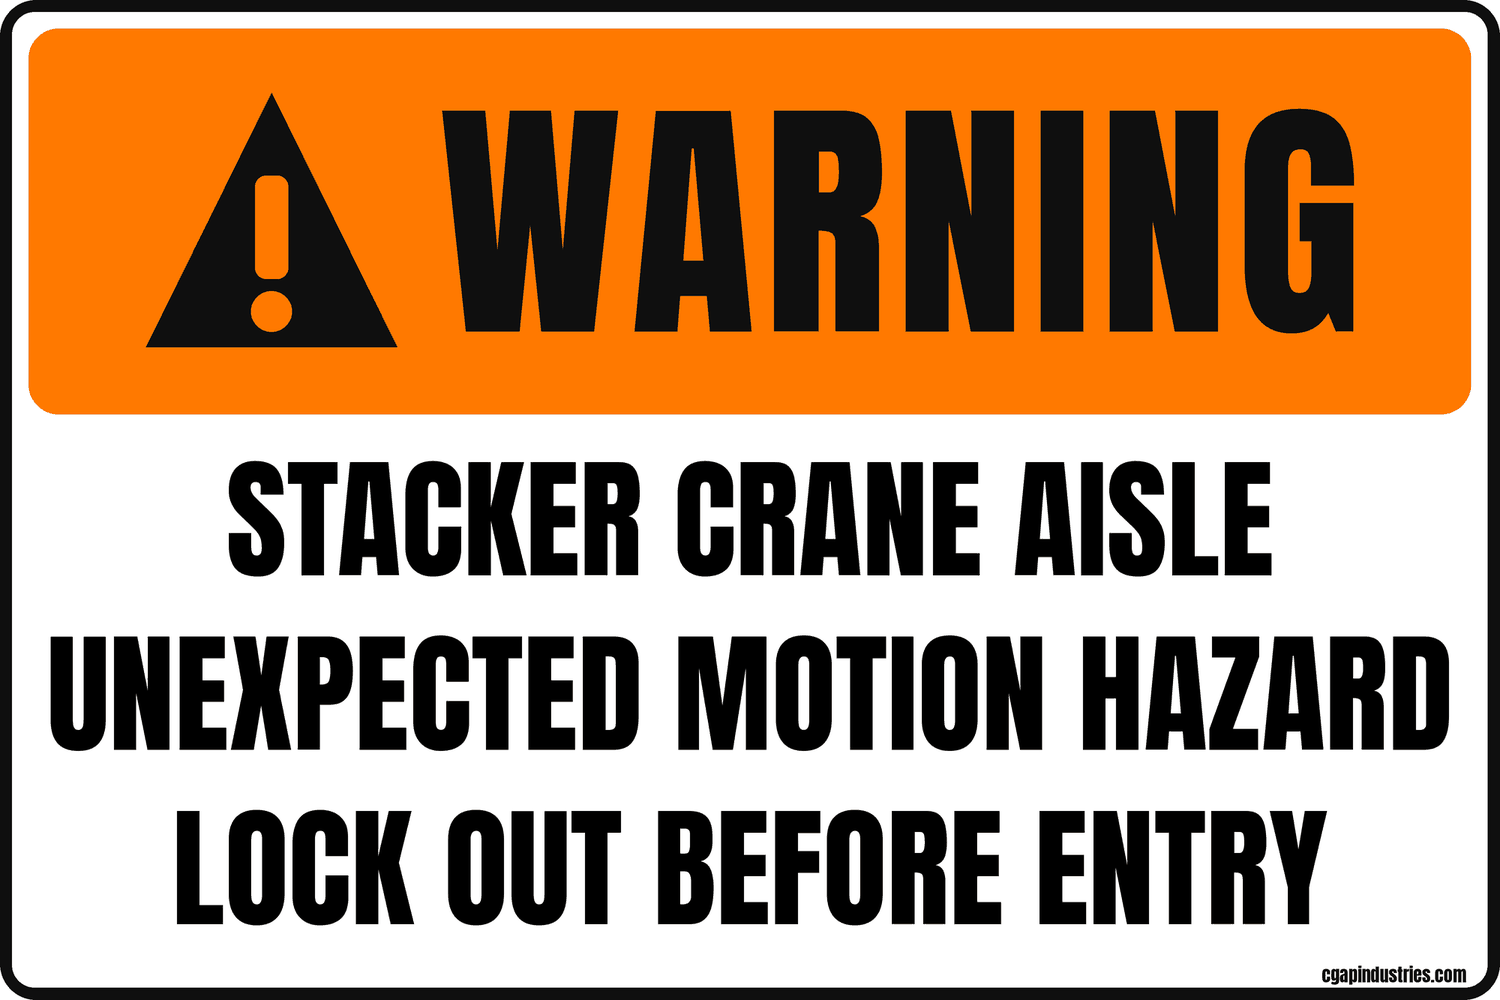 WARNING
STACKER CRANE AISLE
UNEXPECTED MOTION HAZARD
LOCK OUT BEFORE ENTRY
cgapindustries.com